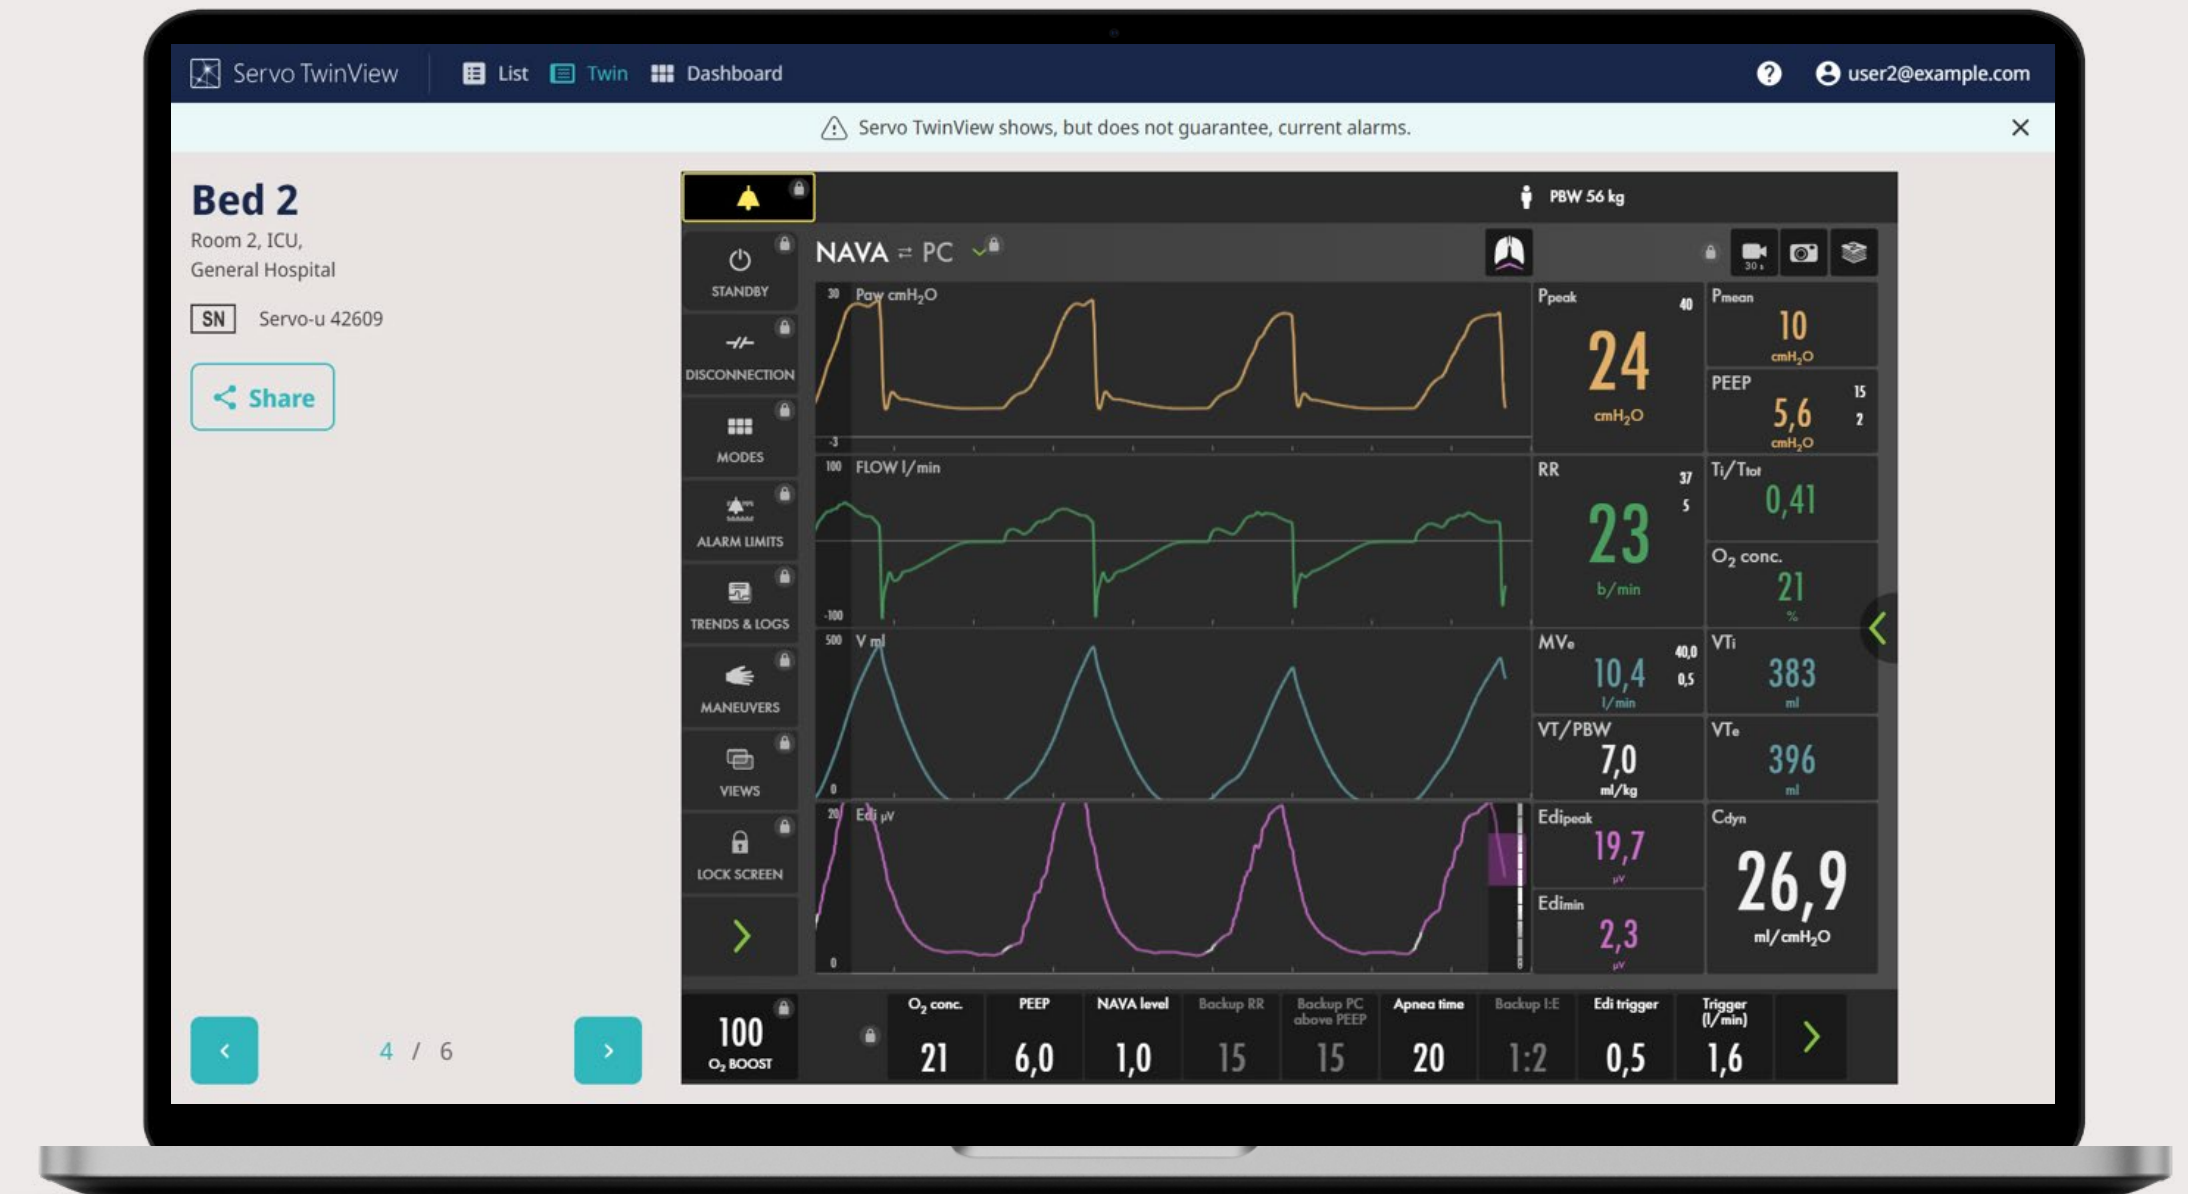 Servo TwinView
List
Twin
Dashboard
?
user2@example.com
Servo TwinView shows, but does not guarantee, current alarms.
Bed 2
Room 2, ICU,
General Hospital
SN
Servo-u 42609
Share
4 / 6
PBW 56 kg
STANDBY
DISCONNECTION
MODES
ALARM LIMITS
TRENDS & LOGS
MANEUVERS
VIEWS
LOCK SCREEN
100
O₂ BOOST
NAVA ⇄ PC
30 s
30
Paw cmH₂O
-3
100
FLOW l/min
-100
500
V ml
0
20
Edi µV
0
Ppeak
40
24
cmH₂O
Pmean
10
cmH₂O
PEEP
15
5,6
2
cmH₂O
RR
37
5
23
b/min
Ti/Ttot
0,41
O₂ conc.
21
%
MVe
40,0
10,4
0,5
l/min
VTi
383
ml
VT/PBW
7,0
ml/kg
VTe
396
ml
Edipeak
19,7
µV
Edimin
2,3
µV
Cdyn
26,9
ml/cmH₂O
O₂ conc.
21
PEEP
6,0
NAVA level
1,0
Backup RR
15
Backup PC
above PEEP
15
Apnea time
20
Backup I:E
1:2
Edi trigger
0,5
Trigger
(l/min)
1,6